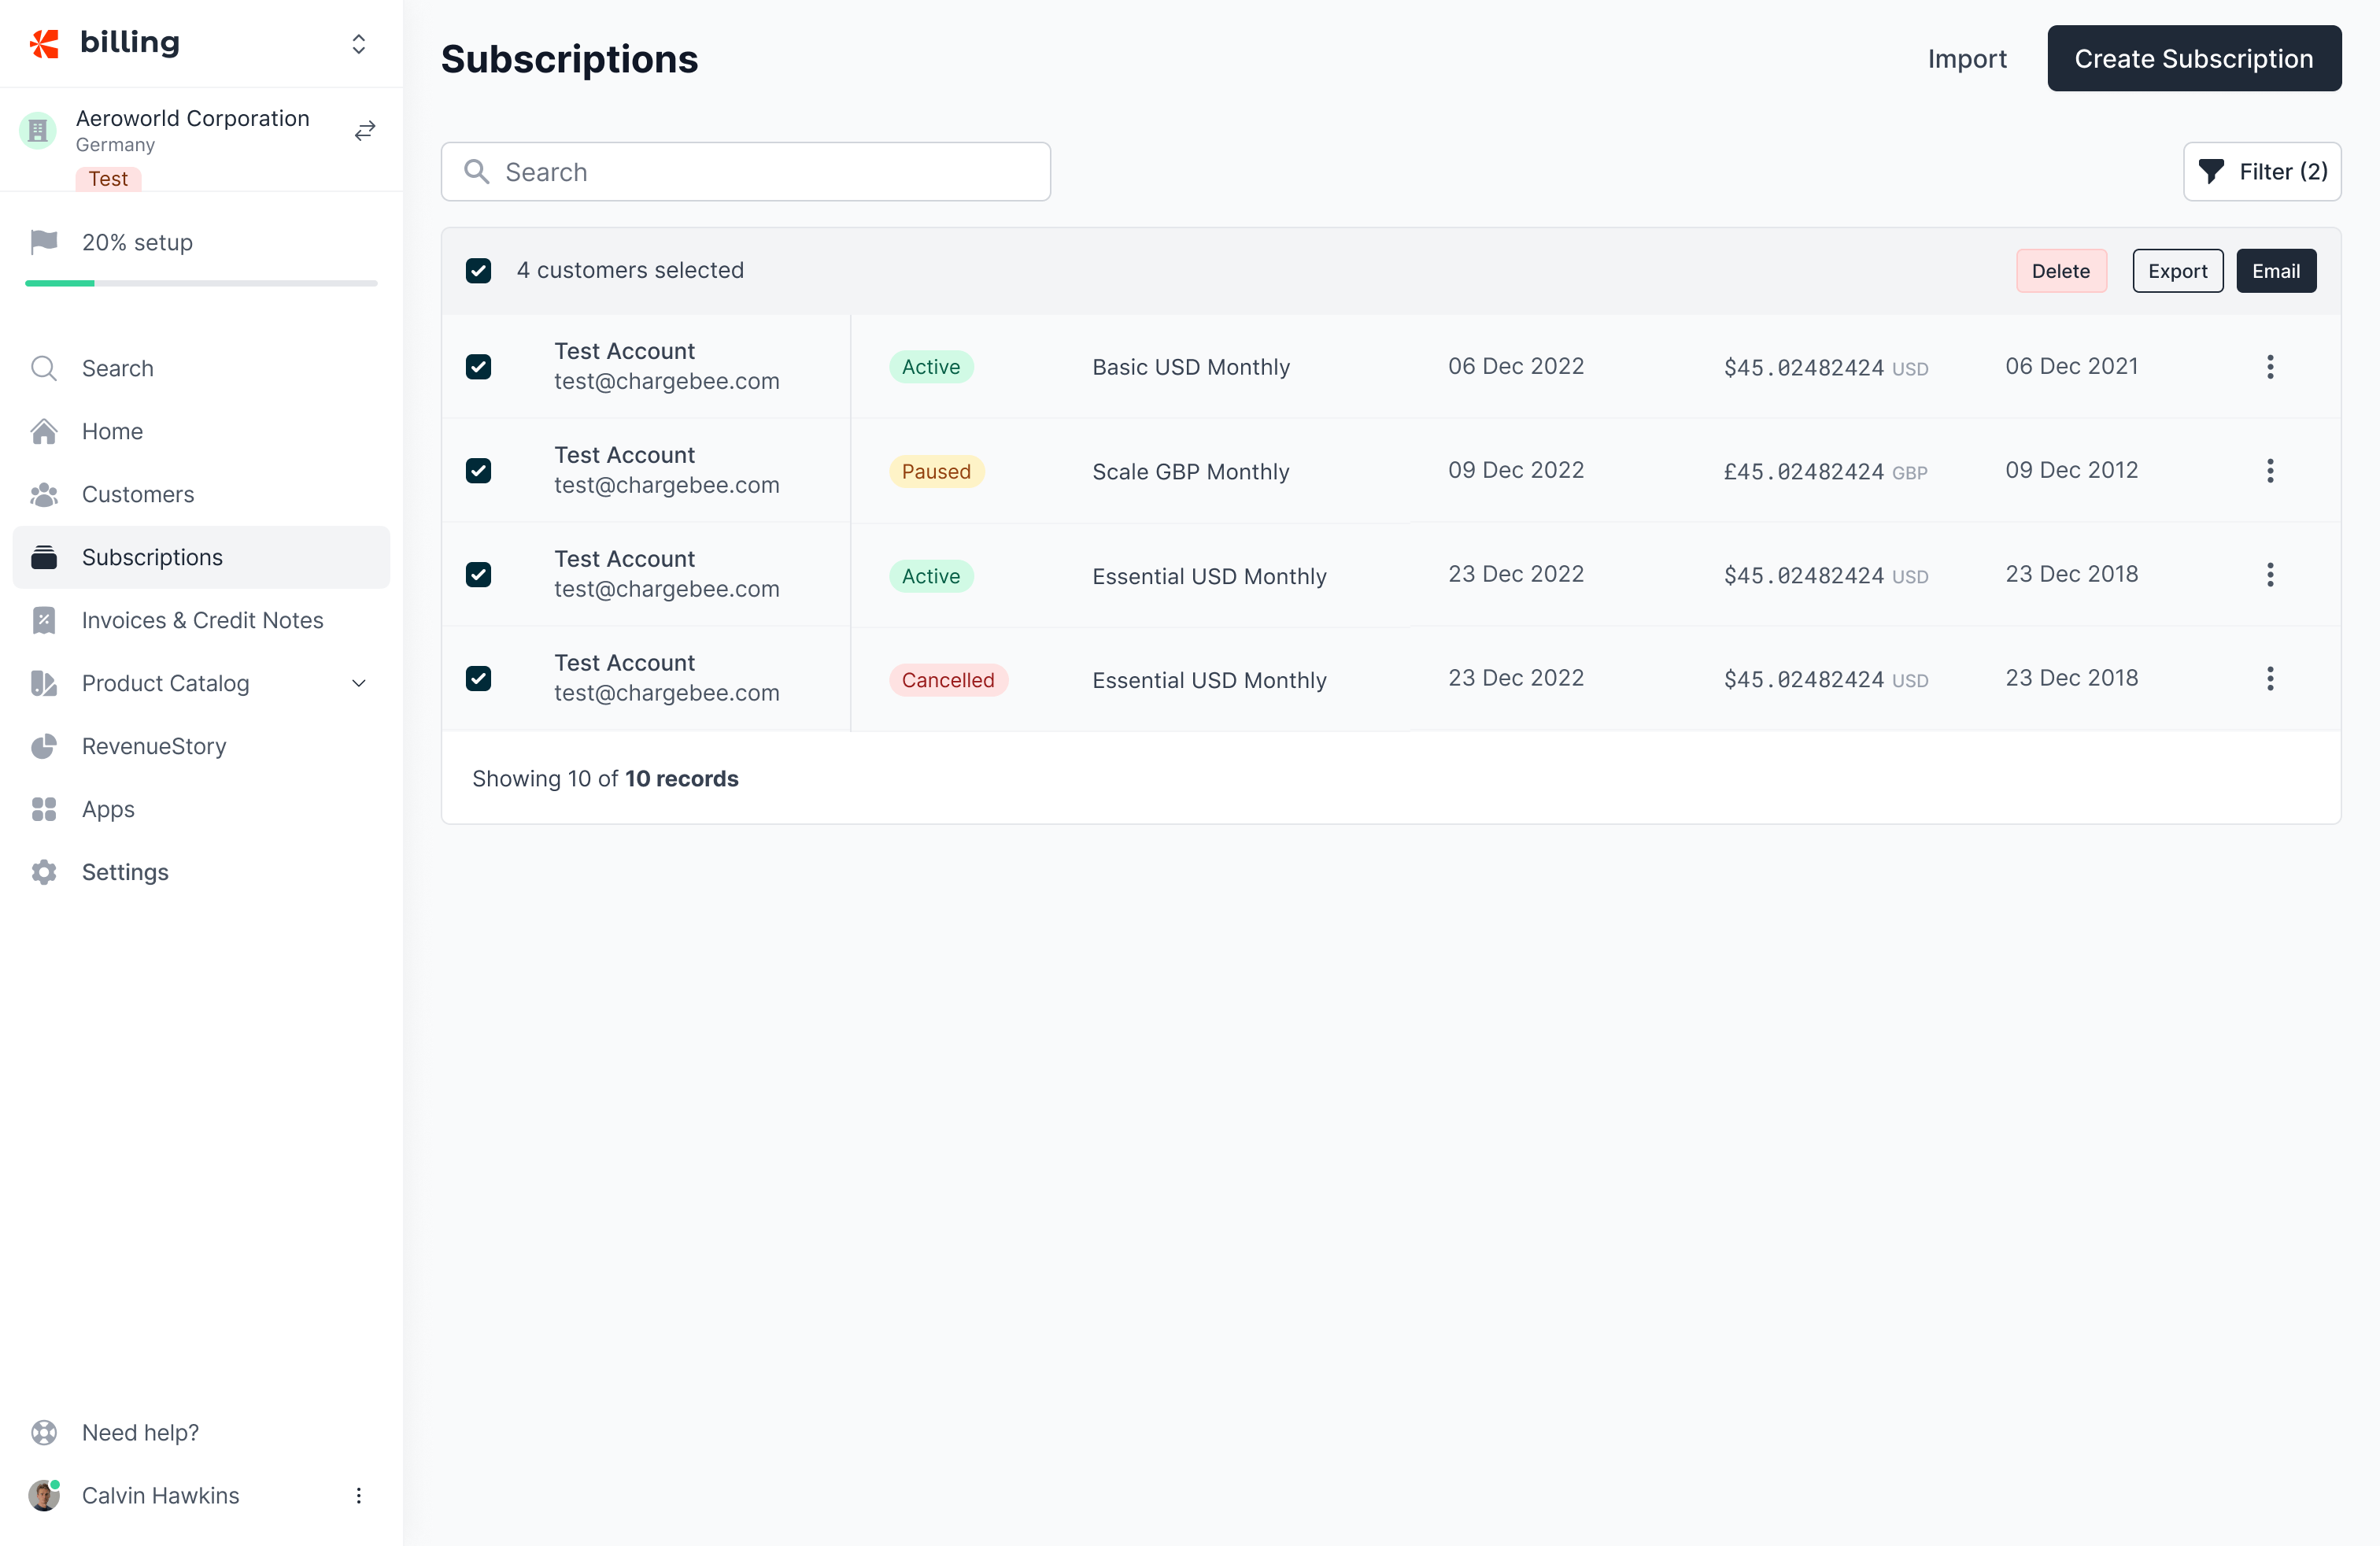 billing
Aeroworld Corporation
Germany
Test
20% setup
Search
Home
Customers
Subscriptions
Invoices & Credit Notes
Product Catalog
RevenueStory
Apps
Settings
Need help?
Calvin Hawkins
Subscriptions
Import
Create Subscription
Search
Filter (2)
4 customers selected
Delete
Export
Email
Test Account
test@chargebee.com
Active
Basic USD Monthly
06 Dec 2022
$45.02482424 USD
06 Dec 2021
Test Account
test@chargebee.com
Paused
Scale GBP Monthly
09 Dec 2022
£45.02482424 GBP
09 Dec 2012
Test Account
test@chargebee.com
Active
Essential USD Monthly
23 Dec 2022
$45.02482424 USD
23 Dec 2018
Test Account
test@chargebee.com
Cancelled
Essential USD Monthly
23 Dec 2022
$45.02482424 USD
23 Dec 2018
Showing 10 of 10 records